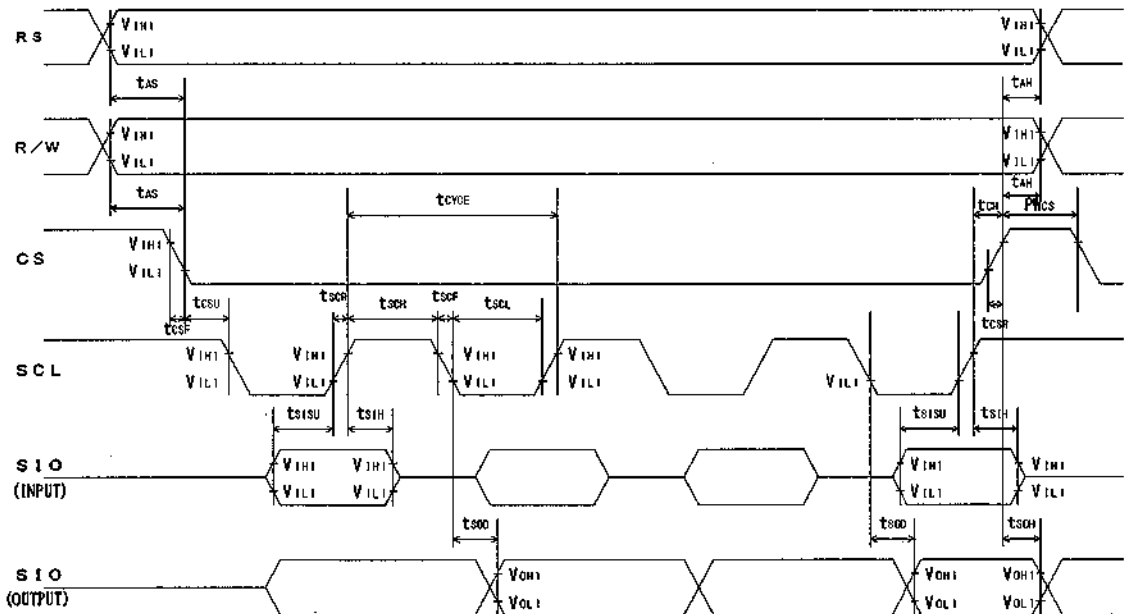 RS VIH1 VIH1
VIL1 VIL1
tAS tAH
R/W VIH1 VIH1
VIL1 VIL1
tAS tAH
tCYCE tCH PWCS
CS VIH1
VIL1
tCSU tSCR tSCH tSCF tSCL
tCSF tCSR
SCL VIH1 VIH1 VIH1 VIH1 VIH1
VIL1 VIL1 VIL1 VIL1 VIL1
tSISU tSIH tSISU tSIH
SIO VIH1 VIH1 VIH1 VIH1
(INPUT) VIL1 VIL1 VIL1 VIL1
tSOD tSOD tSOH
SIO VOH1 VOH1 VOH1
(OUTPUT) VOL1 VOL1 VOL1